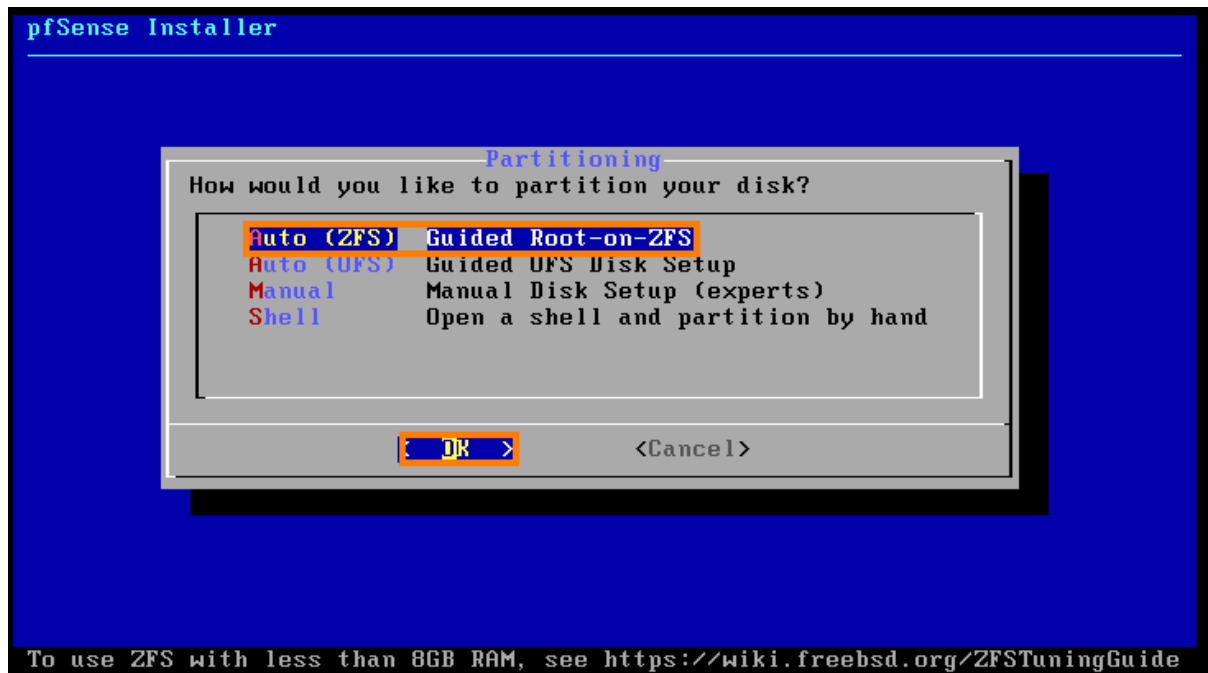 pfSense Installer
Partitioning
How would you like to partition your disk?
Auto (ZFS) Guided Root-on-ZFS
Auto (UFS) Guided UFS Disk Setup
Manual Manual Disk Setup (experts)
Shell Open a shell and partition by hand
< OK > <Cancel>
To use ZFS with less than 8GB RAM, see https://wiki.freebsd.org/ZFSTuningGuide